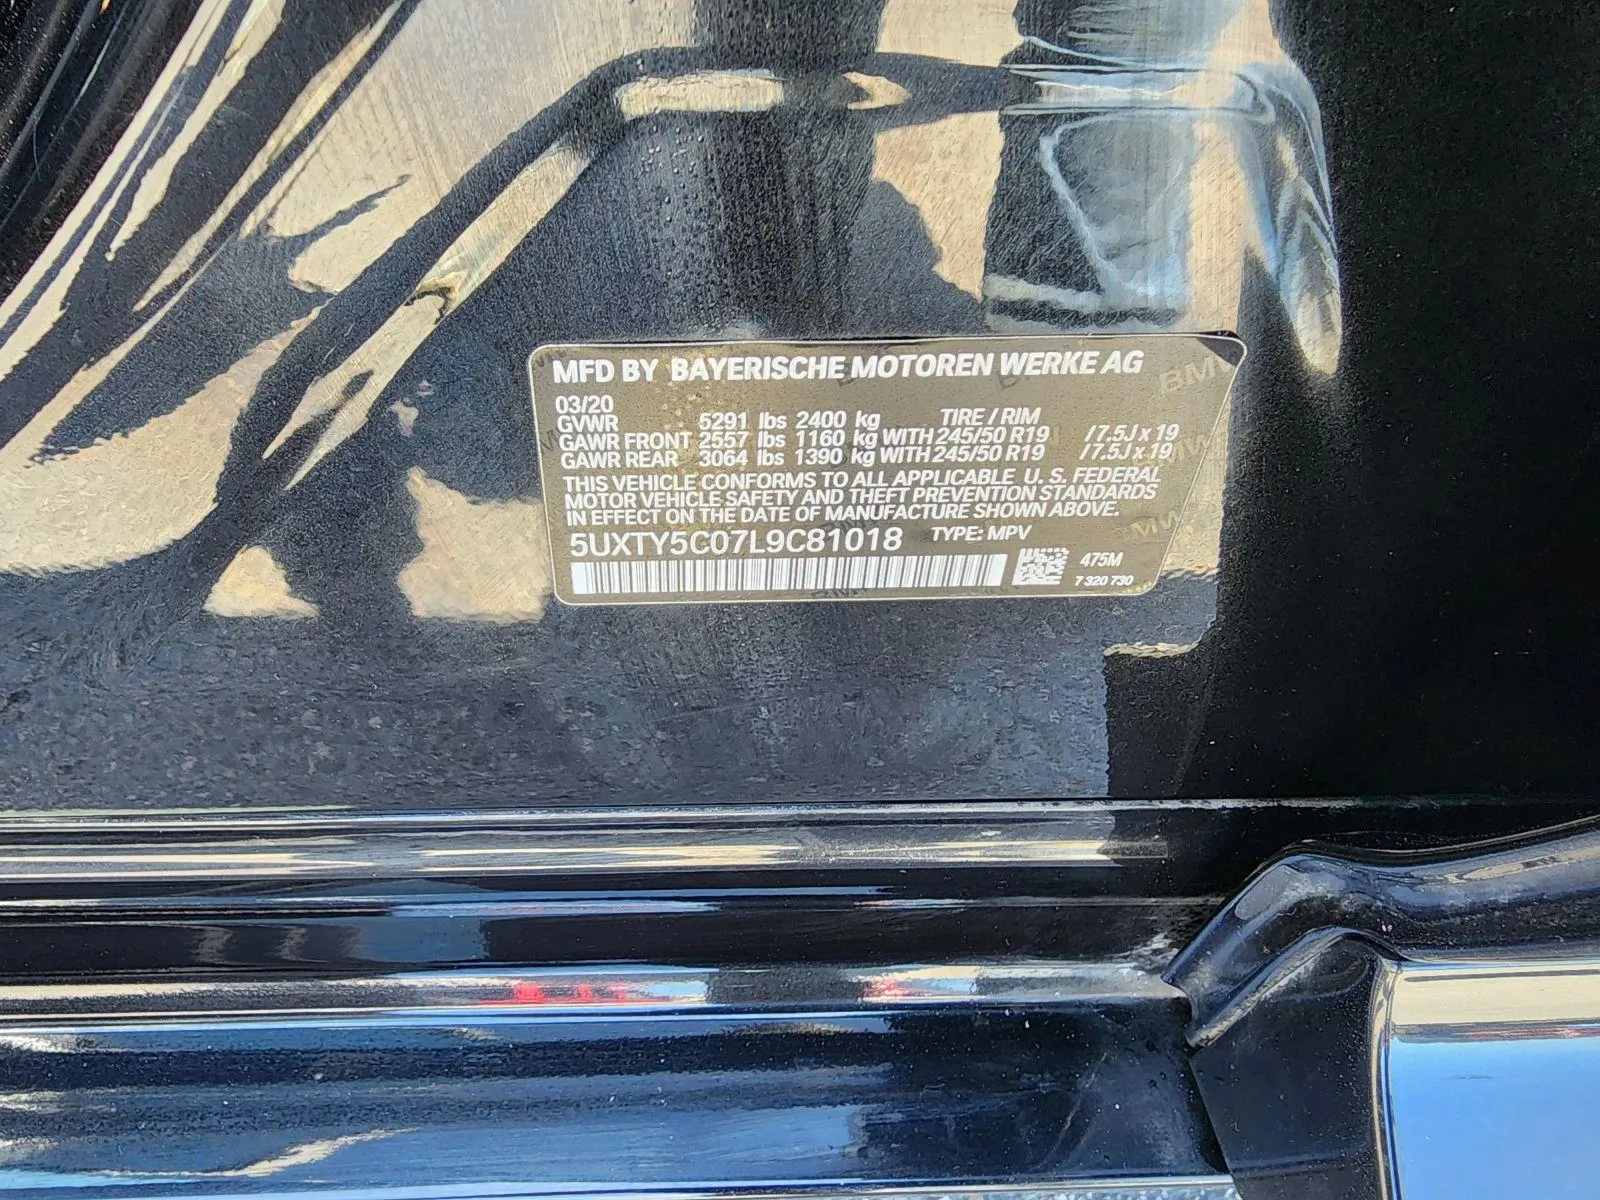 MFD BY BAYERISCHE MOTOREN WERKE AG
03/20
GVWR 5291 lbs 2400 kg TIRE / RIM
GAWR FRONT 2557 lbs 1160 kg WITH 245/50 R19 /7.5J x 19
GAWR REAR 3064 lbs 1390 kg WITH 245/50 R19 /7.5J x 19
THIS VEHICLE CONFORMS TO ALL APPLICABLE U. S. FEDERAL
MOTOR VEHICLE SAFETY AND THEFT PREVENTION STANDARDS
IN EFFECT ON THE DATE OF MANUFACTURE SHOWN ABOVE.
5UXTY5C07L9C81018 TYPE: MPV
475M
7 320 730